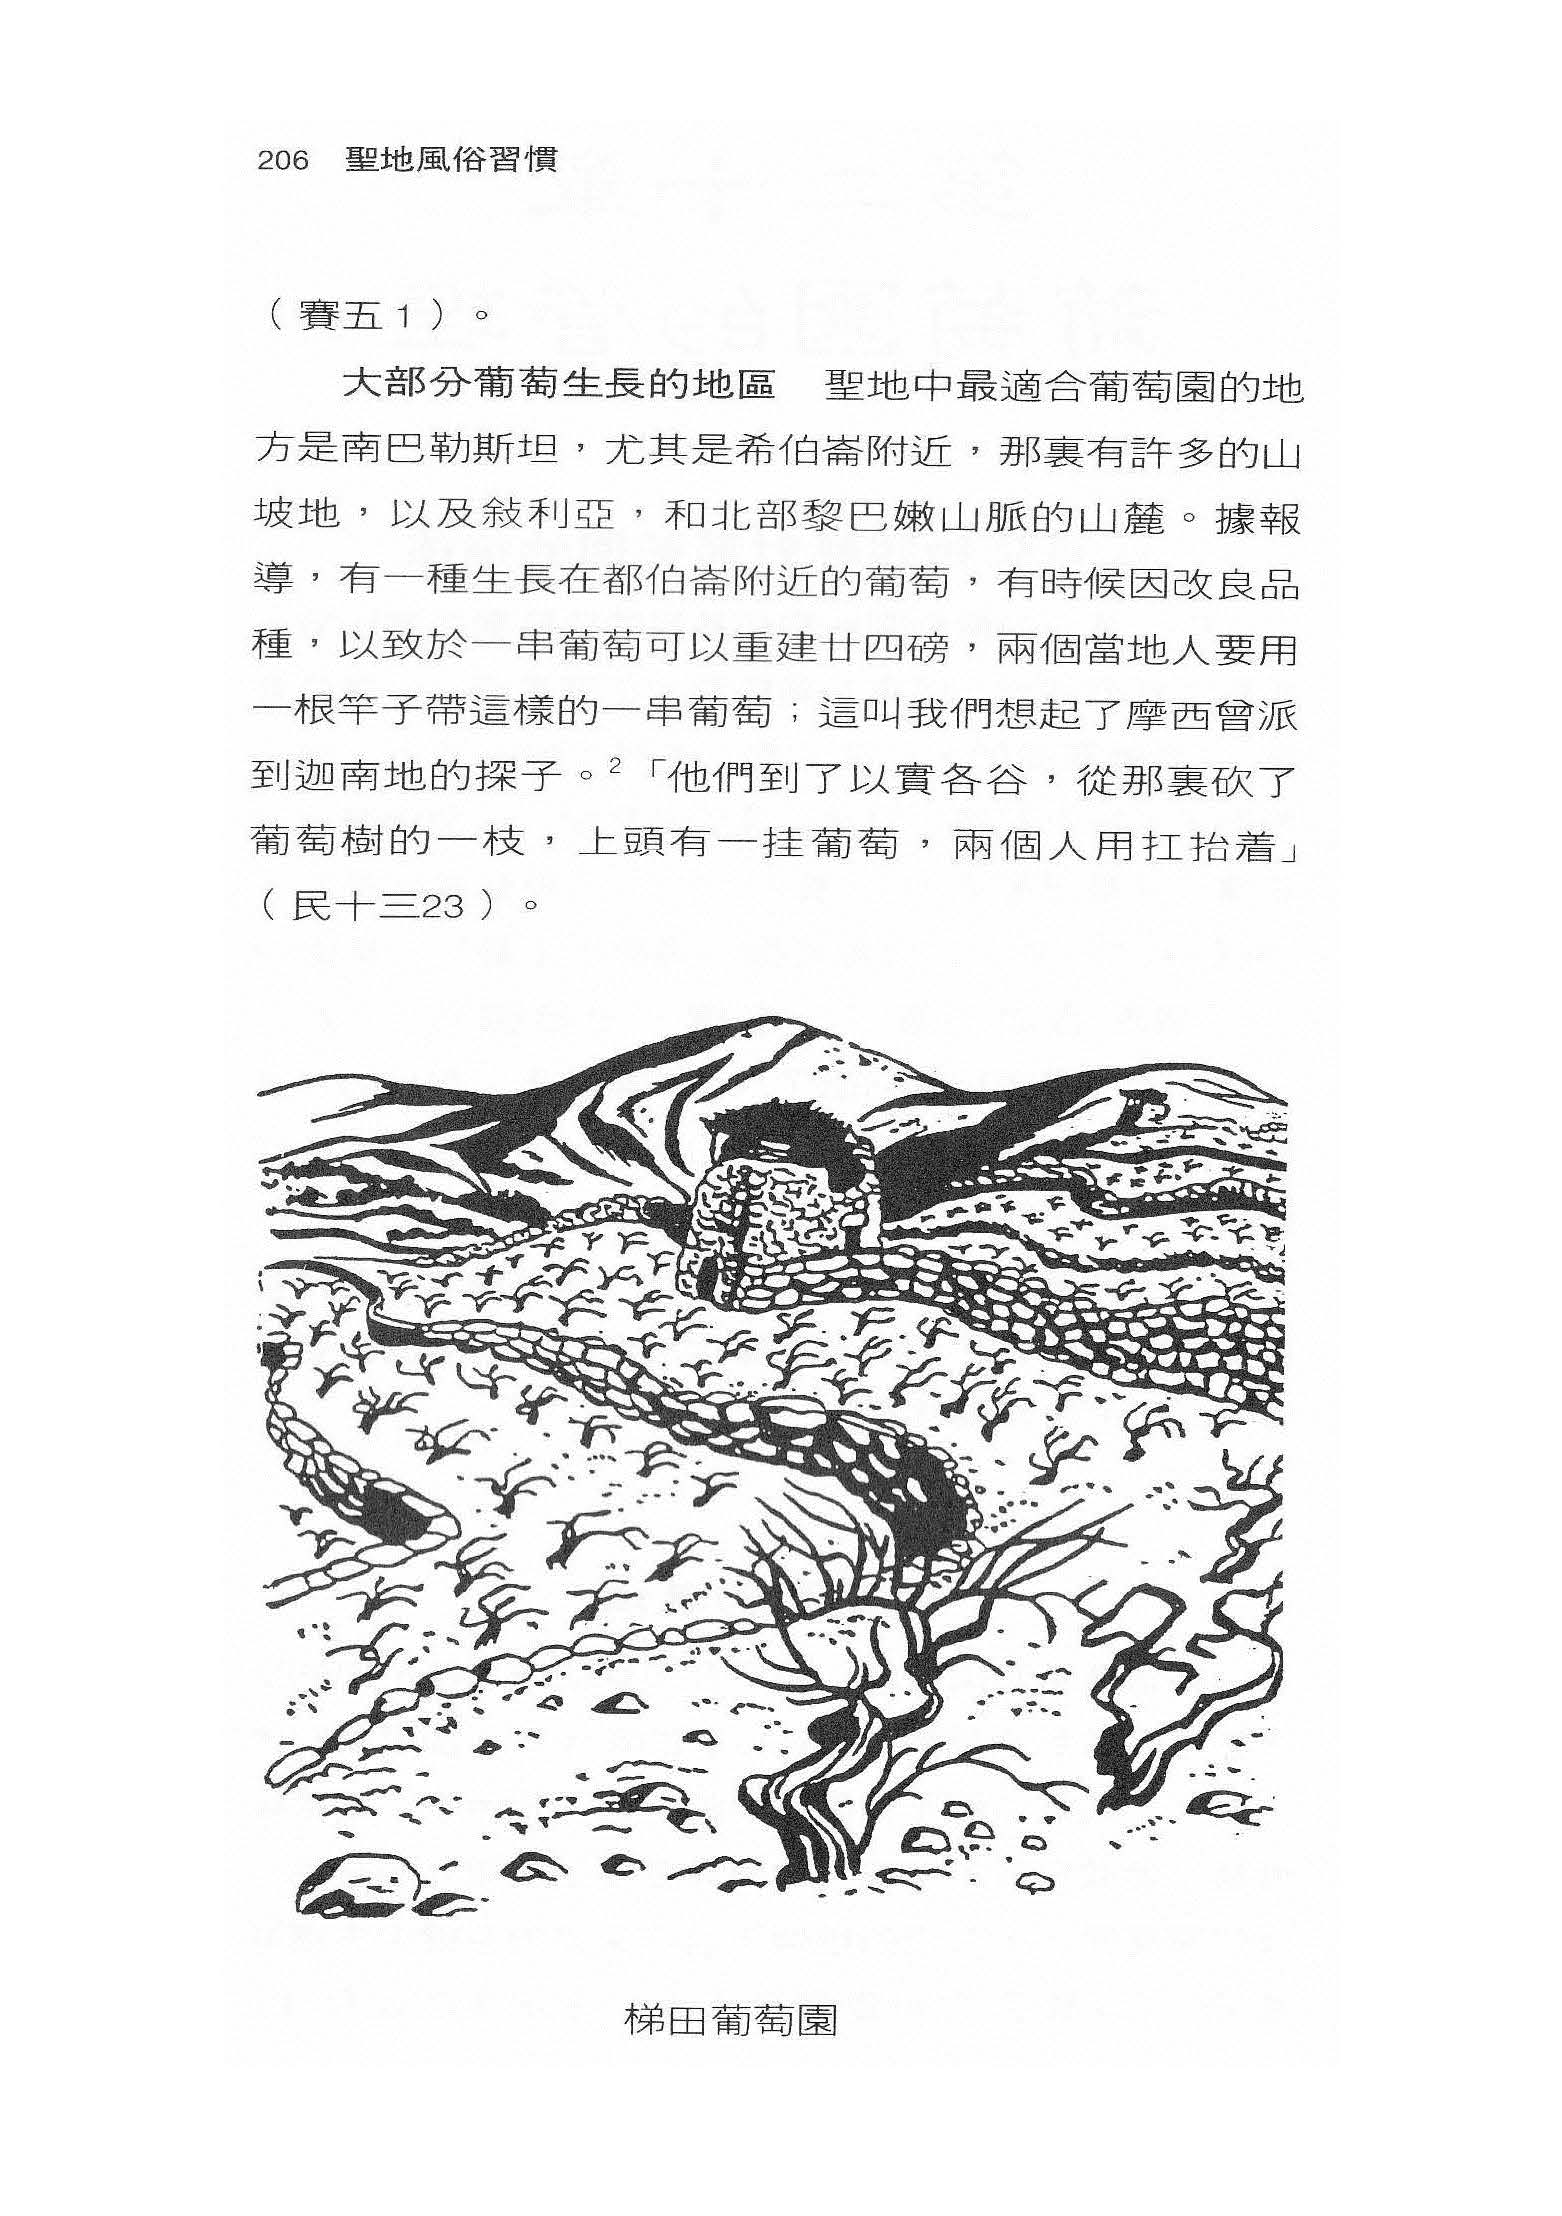 206 聖地風俗習慣
（賽五1）。
大部分葡萄生長的地區　聖地中最適合葡萄園的地
方是南巴勒斯坦，尤其是希伯崙附近，那裏有許多的山
坡地，以及敍利亞，和北部黎巴嫩山脈的山麓。據報
導，有一種生長在都伯崙附近的葡萄，有時候因改良品
種，以致於一串葡萄可以重建廿四磅，兩個當地人要用
一根竿子帶這樣的一串葡萄；這叫我們想起了摩西曾派
到迦南地的探子。²「他們到了以實各谷，從那裏砍了
葡萄樹的一枝，上頭有一挂葡萄，兩個人用扛抬着」
（民十三23）。
梯田葡萄園